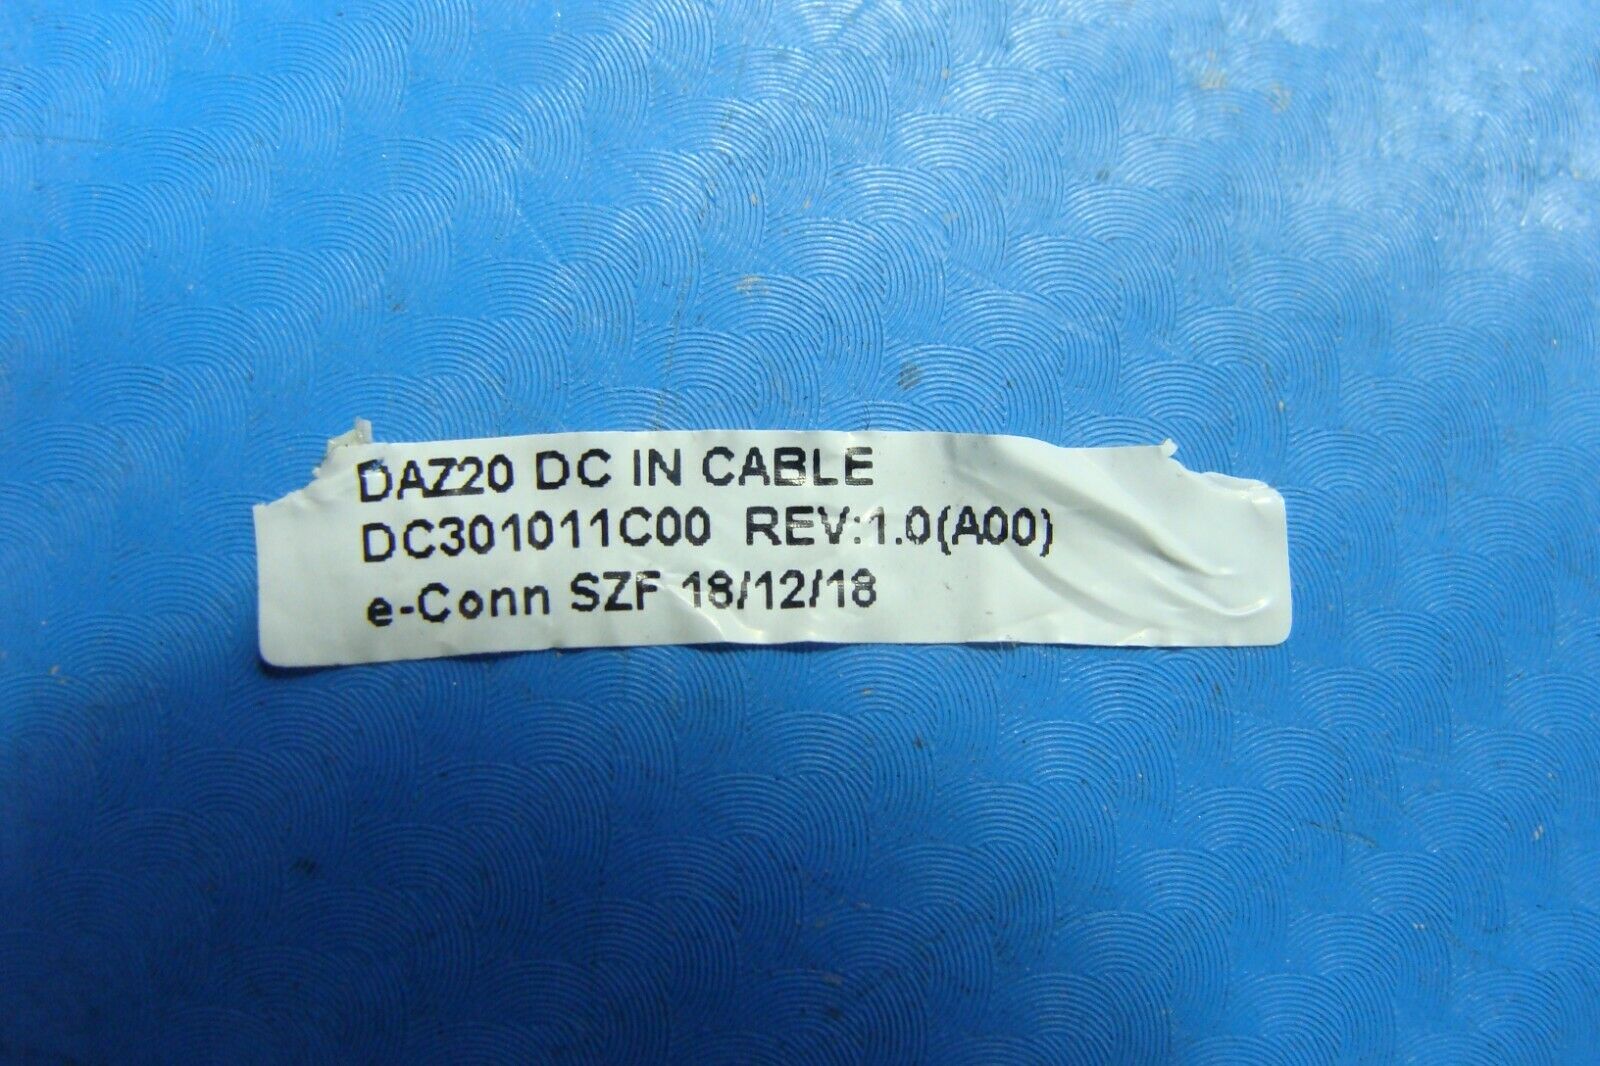 DAZ20 DC IN CABLE
DC301011C00 REV:1.0(A00)
e-Conn SZF 18/12/18